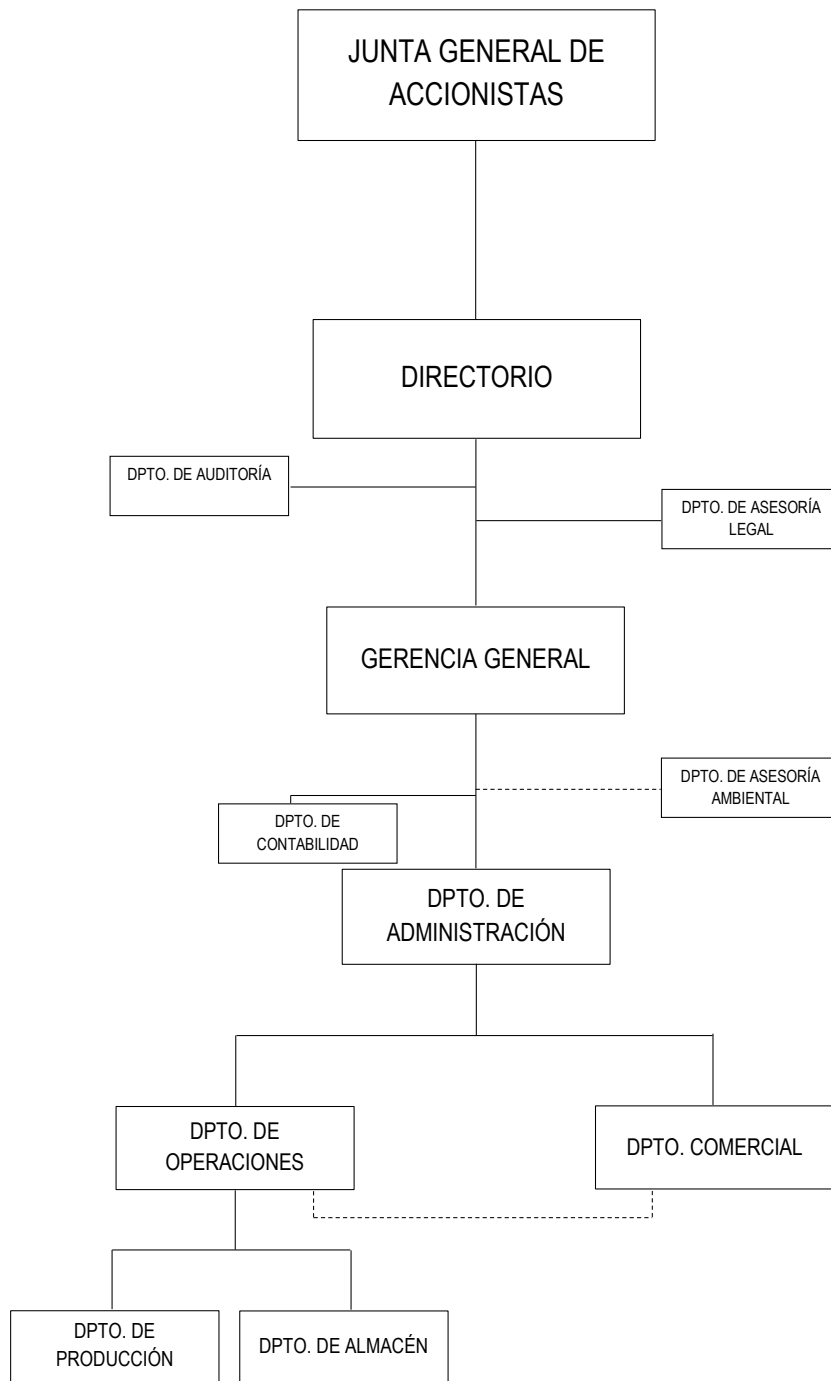 JUNTA GENERAL DE
ACCIONISTAS
DIRECTORIO
DPTO. DE AUDITORÍA
DPTO. DE ASESORÍA
LEGAL
GERENCIA GENERAL
DPTO. DE ASESORÍA
AMBIENTAL
DPTO. DE
CONTABILIDAD
DPTO. DE
ADMINISTRACIÓN
DPTO. DE
OPERACIONES
DPTO. COMERCIAL
DPTO. DE
PRODUCCIÓN
DPTO. DE ALMACÉN